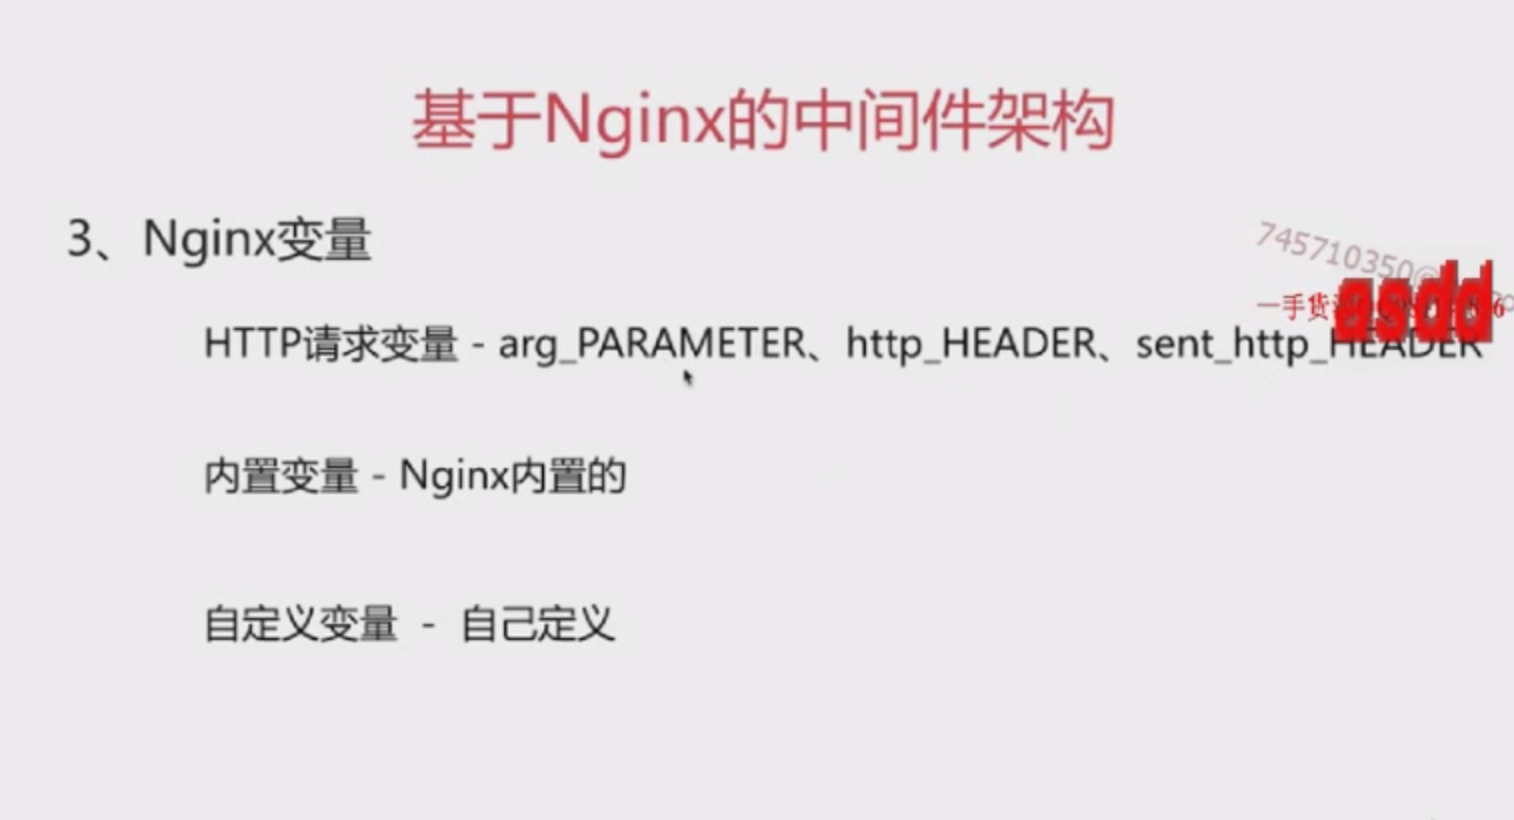 基于Nginx的中间件架构
3、Nginx变量
745710350@
一手货
asdd
HTTP请求变量 - arg_PARAMETER、http_HEADER、sent_http_HEADER
内置变量 - Nginx内置的
自定义变量 - 自己定义